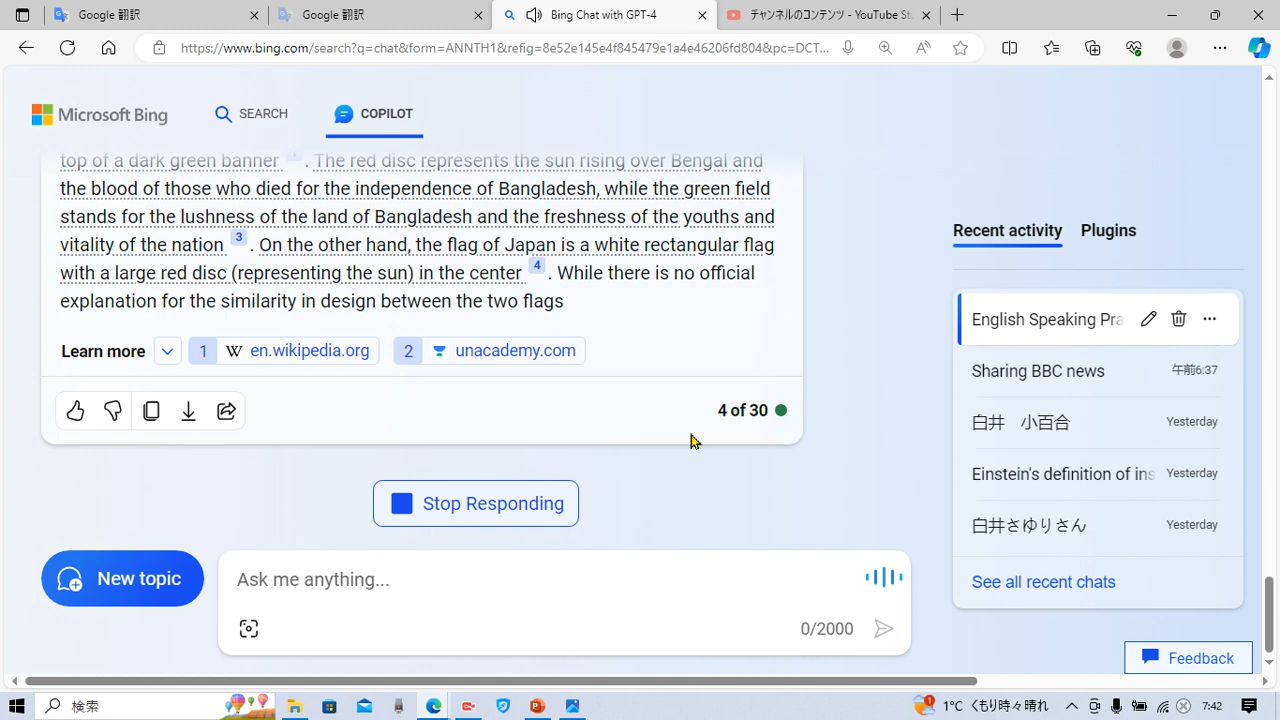 Google 翻訳
Google 翻訳
Bing Chat with GPT-4
チャンネルのコンテンツ - YouTube Stu
https://www.bing.com/search?q=chat&form=ANNTH1&refig=8652e145e4f845479e1a4e46206fd804&pc=DCT...
Microsoft Bing
SEARCH
COPILOT
top of a dark green banner . The red disc represents the sun rising over Bengal and
the blood of those who died for the independence of Bangladesh, while the green field
stands for the lushness of the land of Bangladesh and the freshness of the youths and
vitality of the nation 3 . On the other hand, the flag of Japan is a white rectangular flag
with a large red disc (representing the sun) in the center 4 . While there is no official
explanation for the similarity in design between the two flags
Learn more 1 W en.wikipedia.org 2 unacademy.com
4 of 30
Stop Responding
New topic
Ask me anything...
0/2000
Recent activity Plugins
English Speaking Pra
Sharing BBC news 午前6:37
白井 小百合 Yesterday
Einstein's definition of ins Yesterday
白井さゆりさん Yesterday
See all recent chats
Feedback
検索
1 1°C くもり時々晴れ 7:42